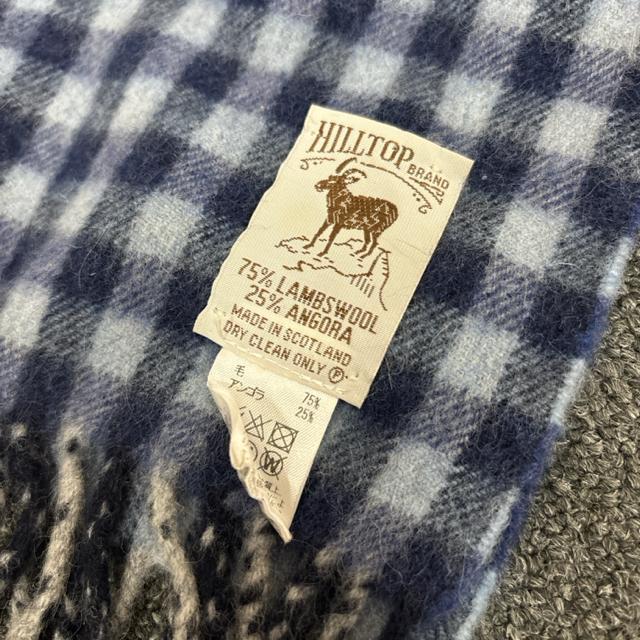 HILLTOP
BRAND
75% LAMBSWOOL
25% ANGORA
MADE IN SCOTLAND
DRY CLEAN ONLY Ⓟ
毛 75%
アンゴラ 25%
W